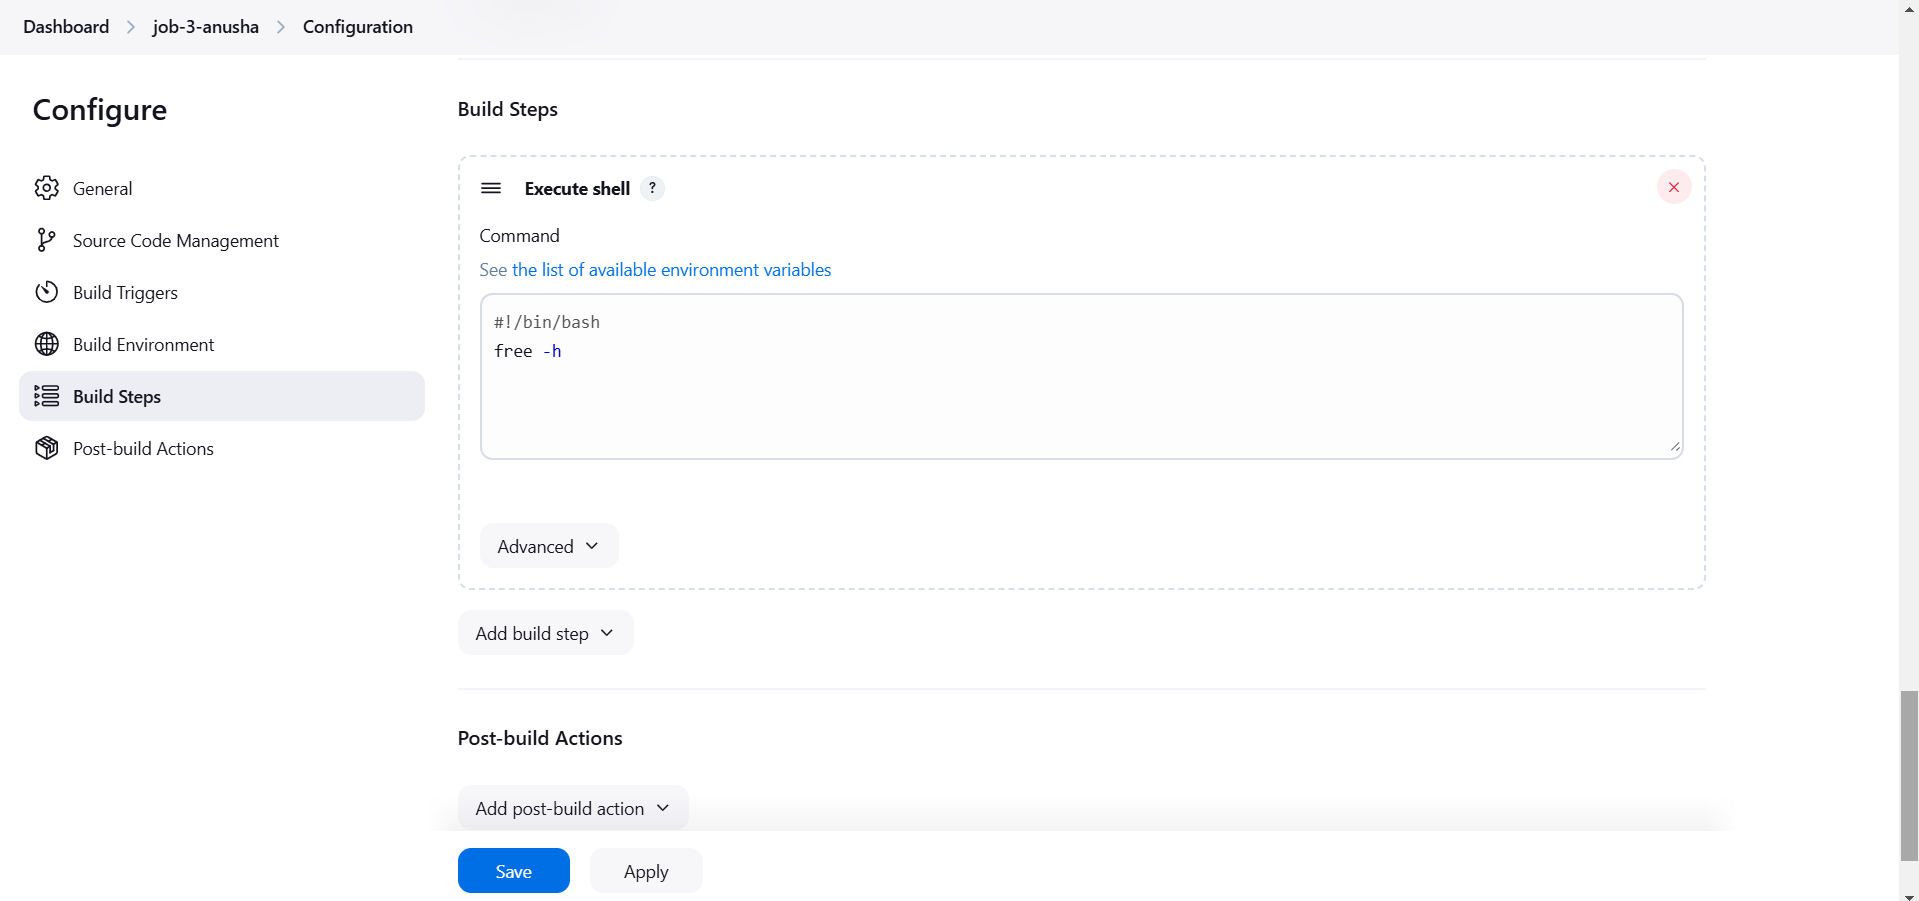 Dashboard > job-3-anusha > Configuration
Configure
General
Source Code Management
Build Triggers
Build Environment
Build Steps
Post-build Actions
Build Steps
Execute shell ?
Command
See the list of available environment variables
#!/bin/bash
free -h
Advanced
Add build step
Post-build Actions
Add post-build action
Save Apply